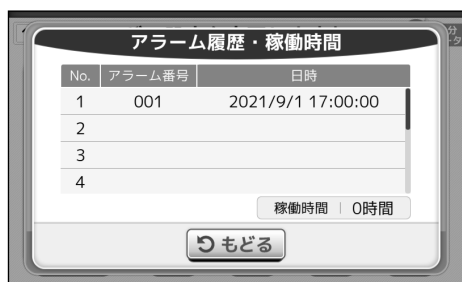 アラーム履歴・稼働時間
No. アラーム番号 日時
1 001 2021/9/1 17:00:00
2
3
4
稼働時間 0時間
もどる